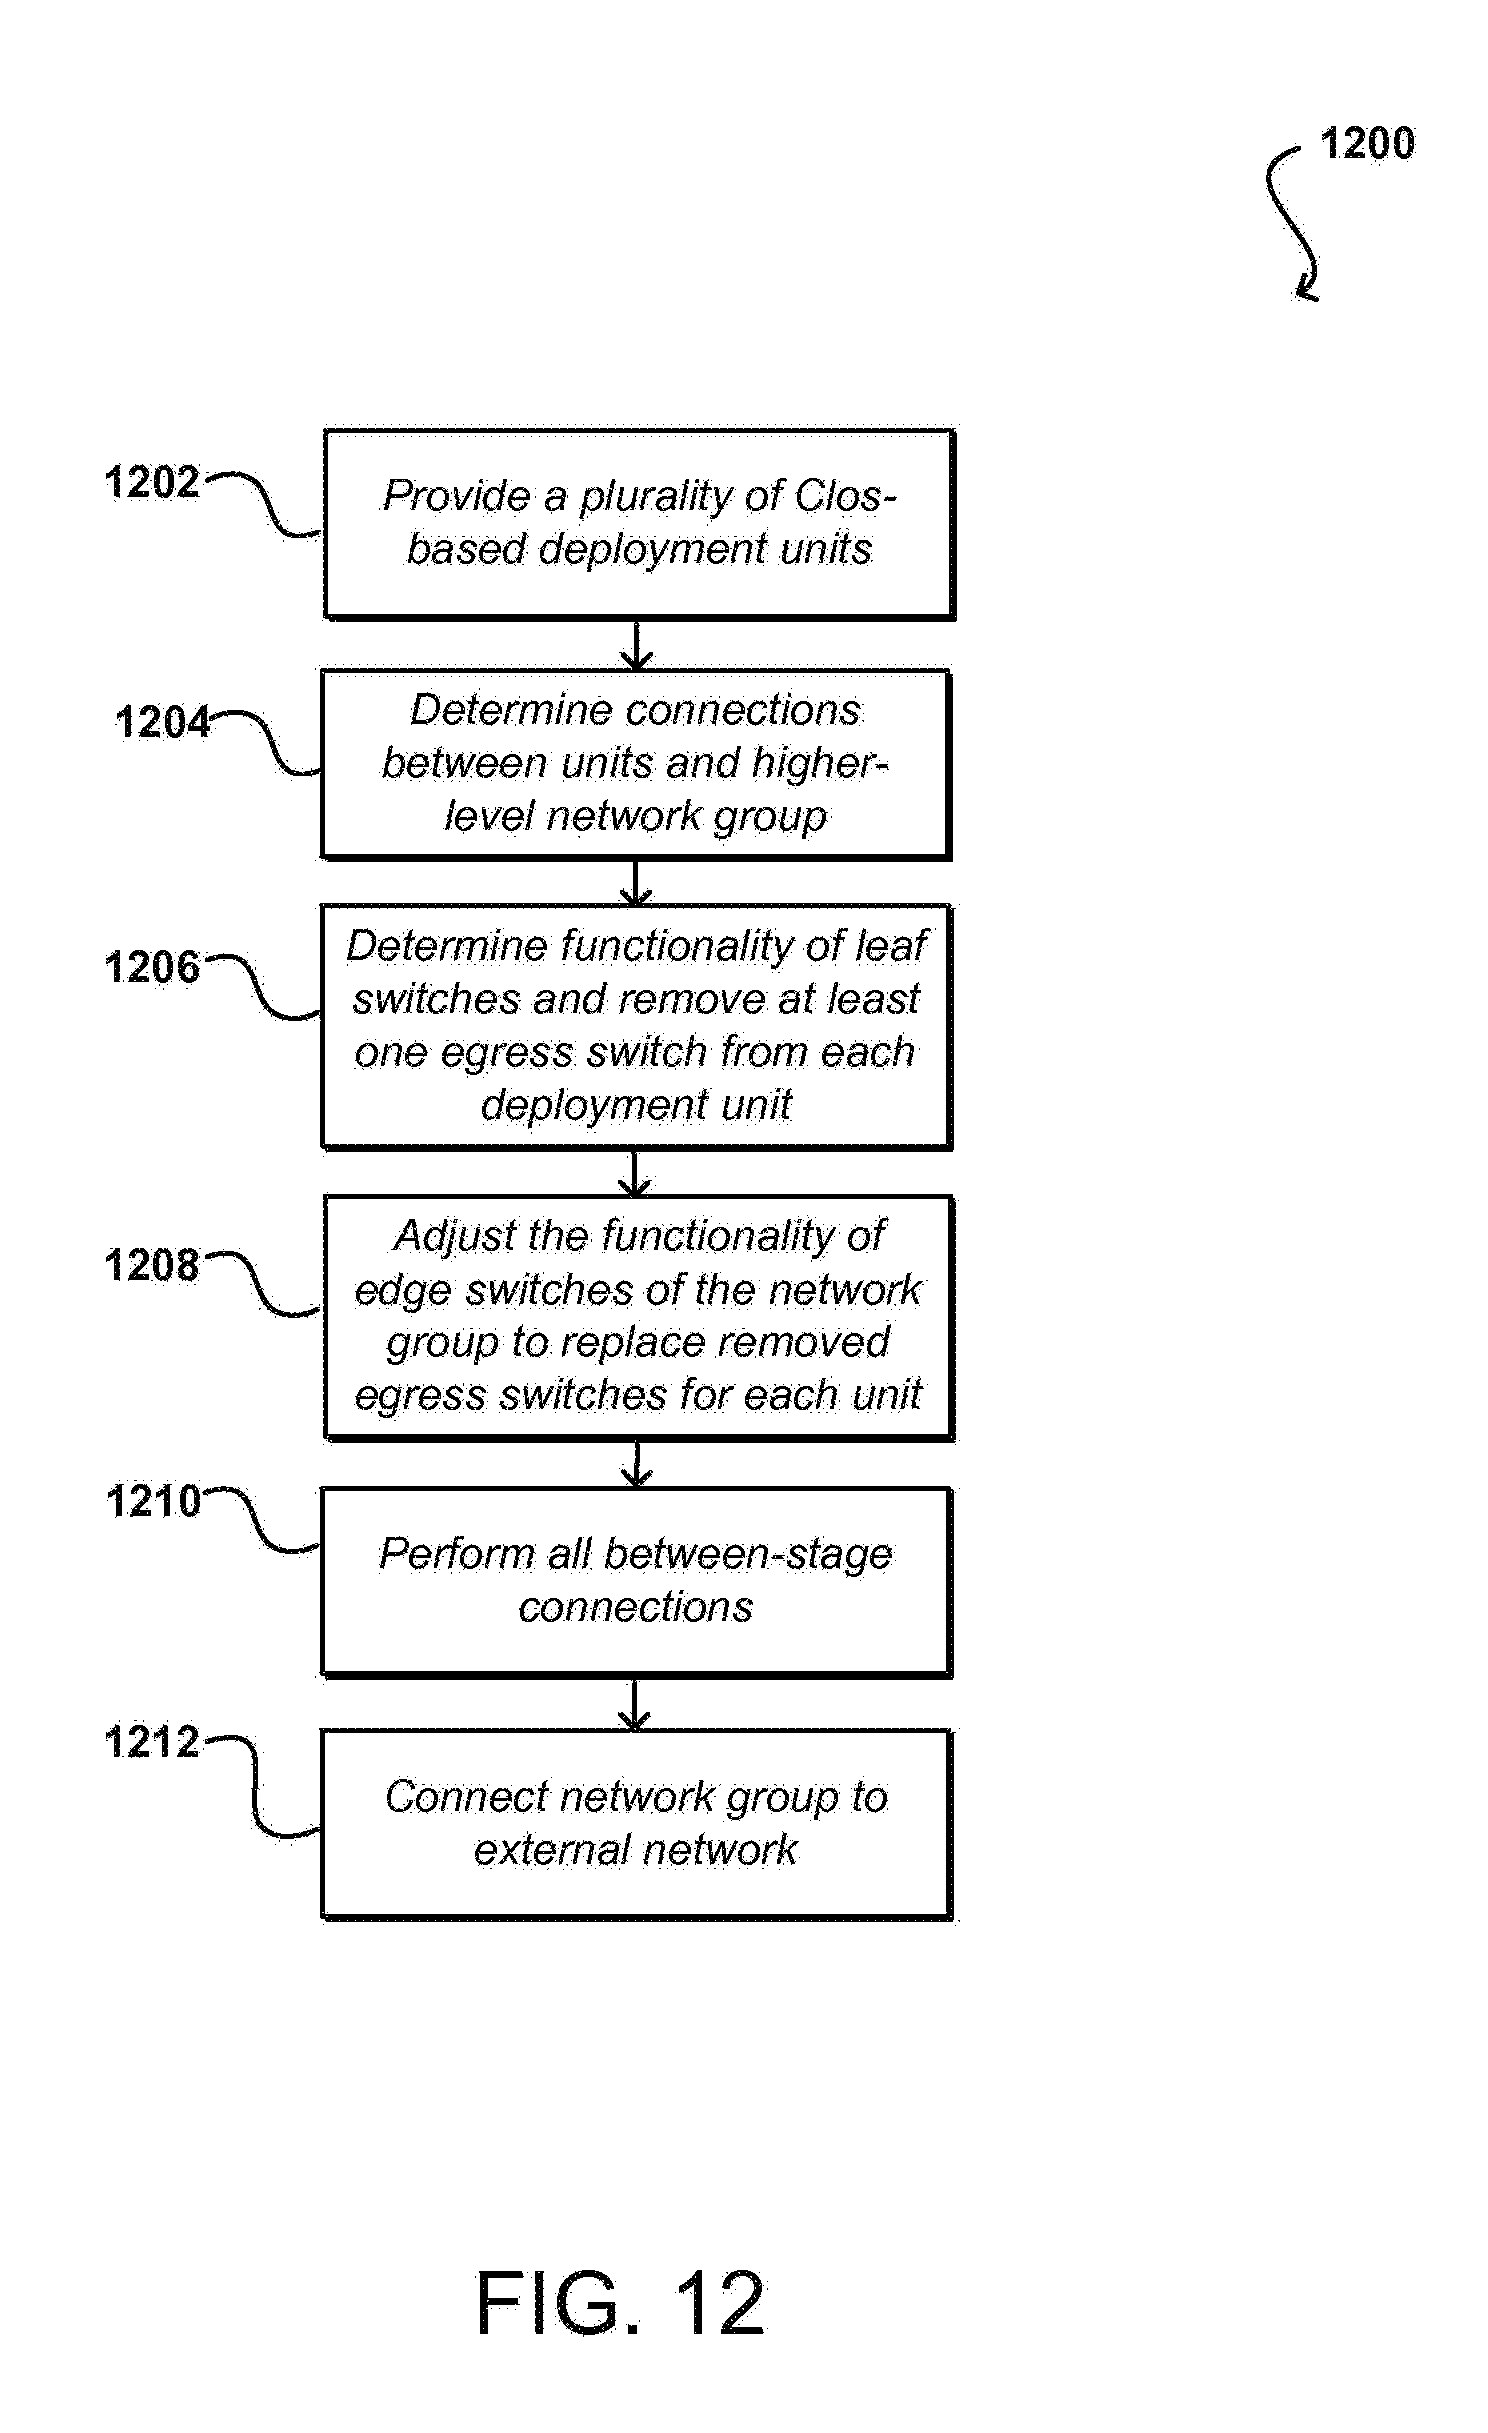 1200
1202
Provide a plurality of Clos-
based deployment units
1204
Determine connections
between units and higher-
level network group
1206
Determine functionality of leaf
switches and remove at least
one egress switch from each
deployment unit
1208
Adjust the functionality of
edge switches of the network
group to replace removed
egress switches for each unit
1210
Perform all between-stage
connections
1212
Connect network group to
external network
FIG. 12